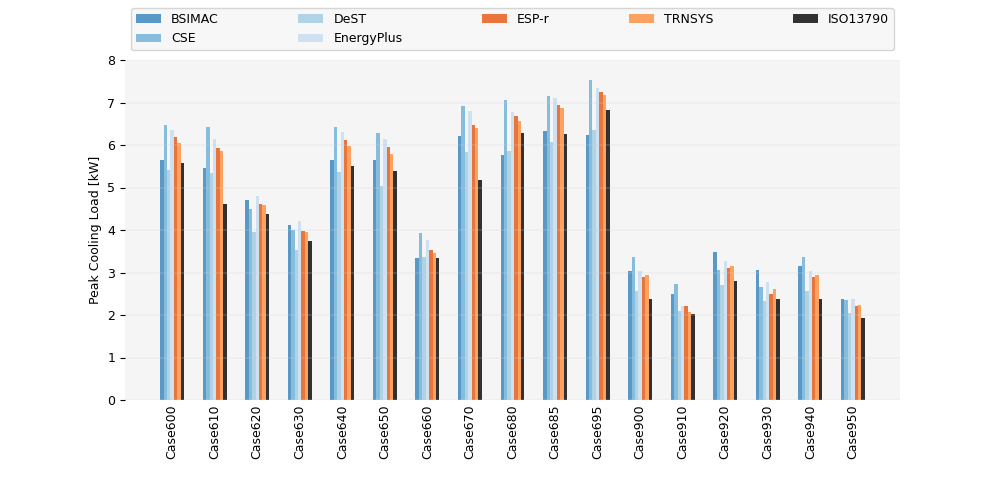 BSIMAC DeST ESP-r TRNSYS ISO13790
CSE EnergyPlus
Peak Cooling Load [kW]
8
7
6
5
4
3
2
1
0
Case600
Case610
Case620
Case630
Case640
Case650
Case660
Case670
Case680
Case685
Case695
Case900
Case910
Case920
Case930
Case940
Case950